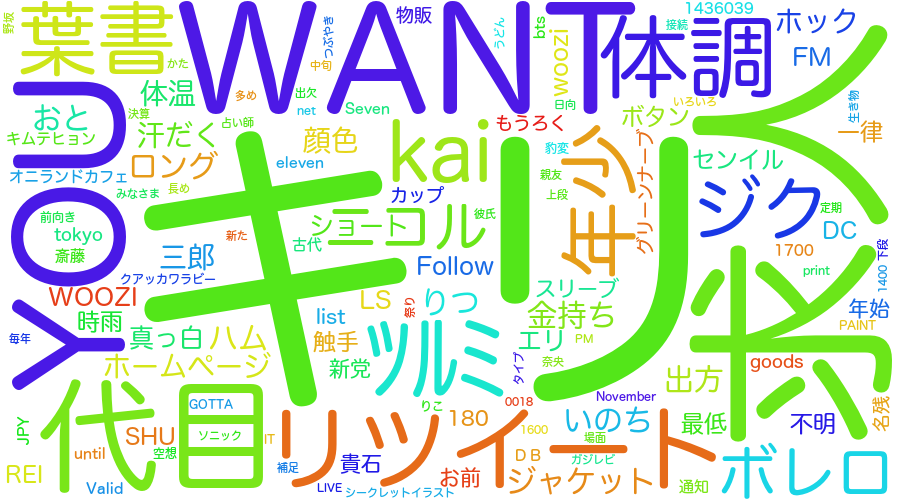 野坂
葉書
WANT
YOU
物販
つぶやき
中旬
うどん
bts
woozi
体調
1436039
接続
ホック
FM
かた
多め
出欠
net
Seven
日向
いろいろ
ボタン
生き物
一律
おと
キムテヒョン
体温
決算
占い師
汗だく
顔色
もうろく
豹変
センイル
オニランドカフェ
ロング
eleven
kai
親友
上段
年少
グリーンナーブ
みなさま
長め
カップ
ジク
定期
前向き
tokyo
斎藤
キリ
新た
古代
ショート
コル
彼氏
DC
下段
三郎
クアッカワラビー
Follow
スリーブ
1700
print
1400
WOOZI
LS
りつ
祭り
金持ち
米
年始
時雨
真っ白
ハム
list
触手
ツルミ
エリ
PM
PAINT
毎年
ホームページ
新党
タイプ
奈央
goods
出方
名残
代目
GOTTA
ソニック
リツイート
りこ
0018
November
180
いのち
最低
不明
JPY
SHU
IT
until
空想
1600
場面
REI
Valid
補足
貴石
お前
DB
ガジレビ
ジャケット
通知
ボレロ
LIVE
シークレットイラスト